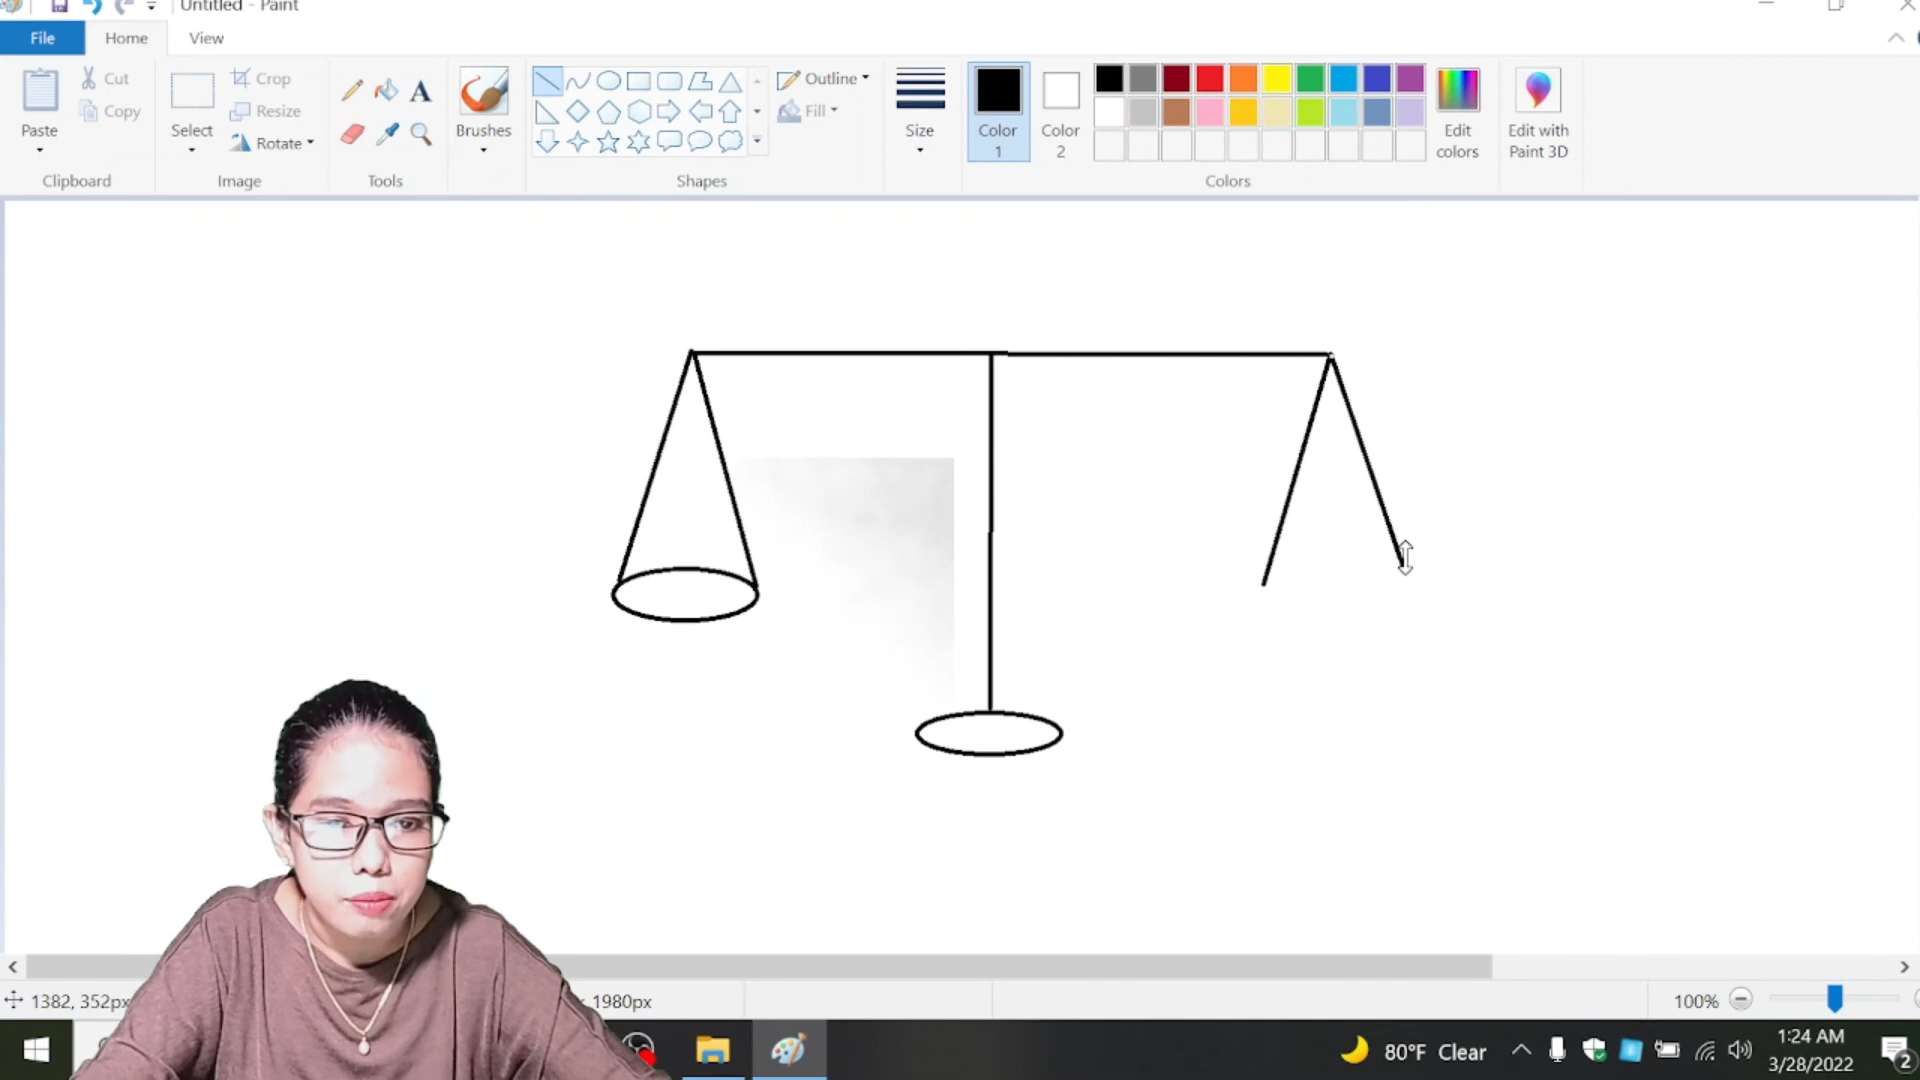 Untitled - Paint
File Home View
Cut Crop Outline
Copy Resize Fill
Paste Select Rotate Brushes Size Color 1 Color 2 Edit colors Edit with Paint 3D
Clipboard Image Tools Shapes Colors
1382, 352px 1980px 100%
80°F Clear 1:24 AM
3/28/2022 2